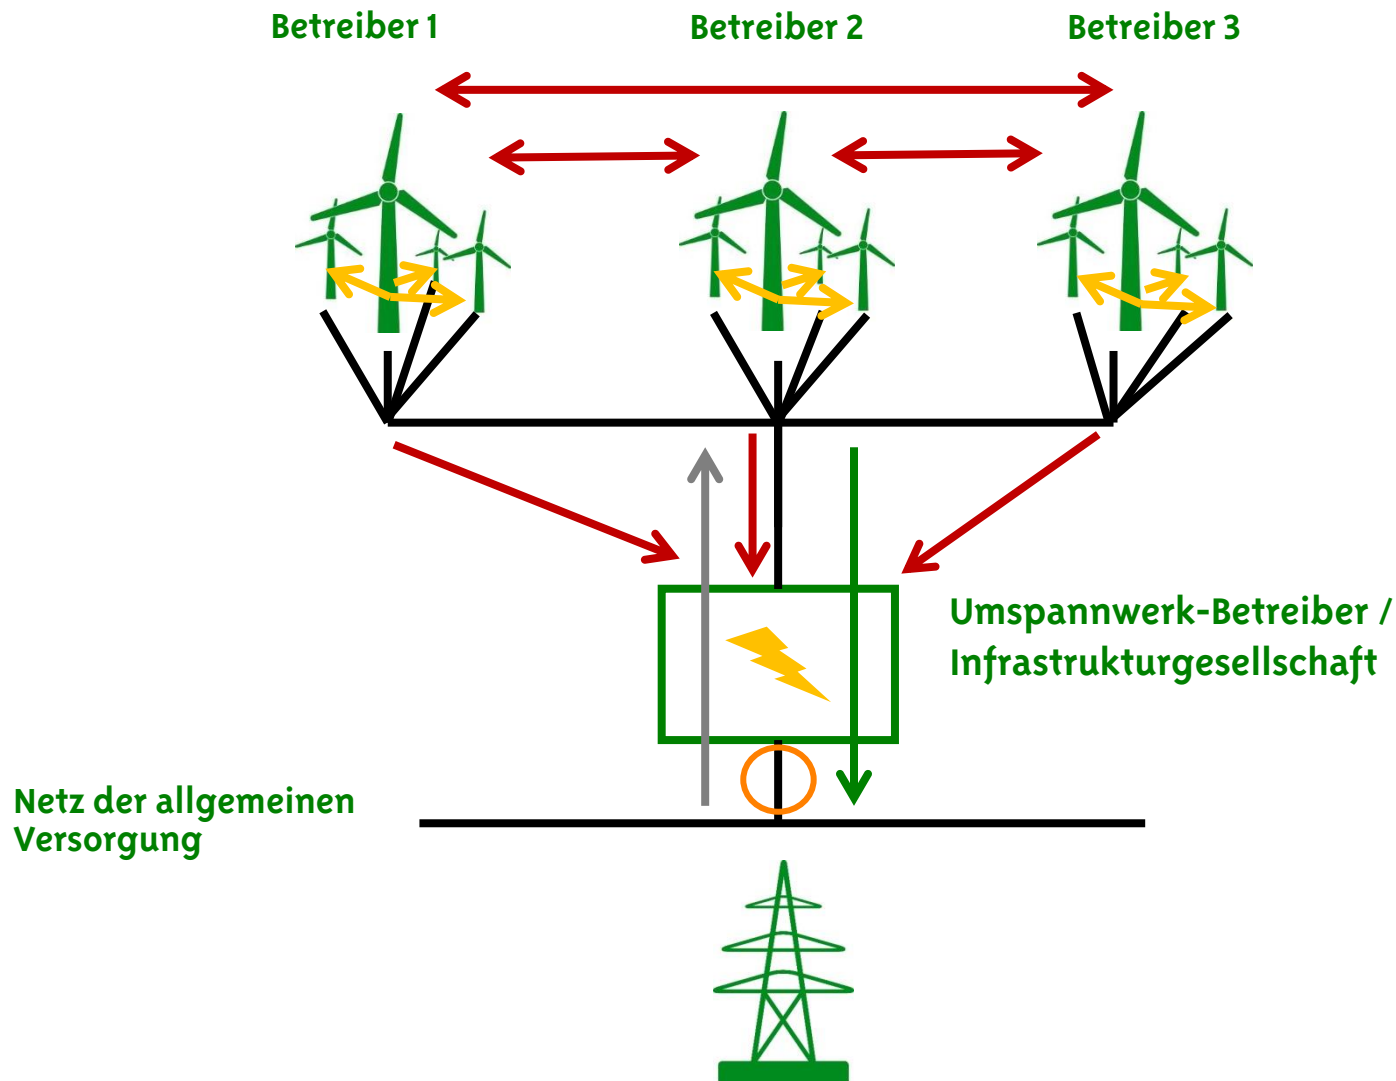 Betreiber 1
Betreiber 2
Betreiber 3
Umspannwerk-Betreiber /
Infrastrukturgesellschaft
Netz der allgemeinen
Versorgung